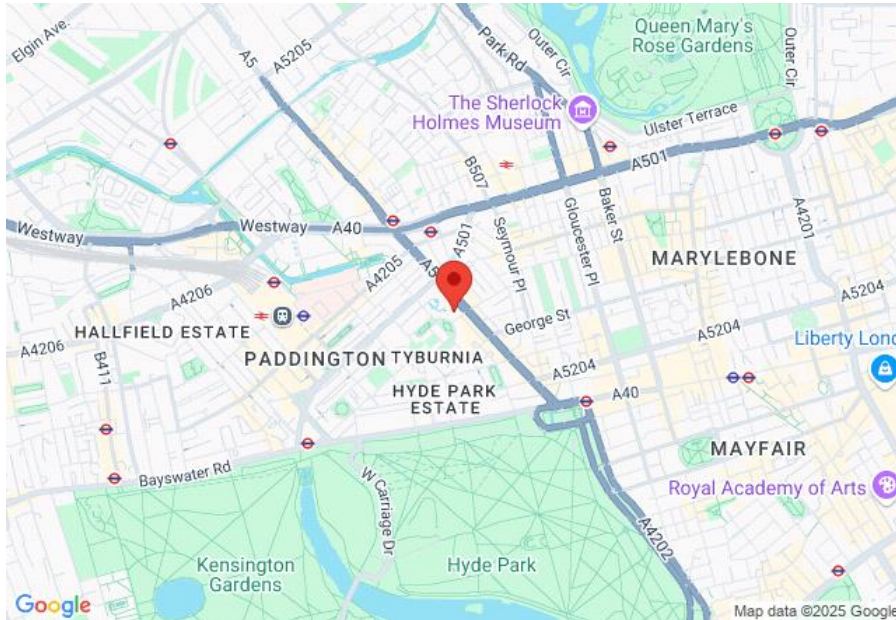 Elgin Ave.
A5
A5205
Park Rd
Outer Cir
Queen Mary's
Rose Gardens
Outer Cir
The Sherlock
Holmes Museum
Ulster Terrace
A501
B507
A501
Seymour Pl
Gloucester Pl
Baker St
A4201
Westway
Westway
A40
A4205
A5
MARYLEBONE
A4206
George St
A5204
A5204
HALLFIELD ESTATE
A4206
B411
PADDINGTON
TYBURNIA
Liberty Lond
HYDE PARK
ESTATE
A5204
A40
MAYFAIR
Bayswater Rd
W Carriage Dr
Royal Academy of Arts
A4202
Kensington
Gardens
Hyde Park
Google
Map data ©2025 Google